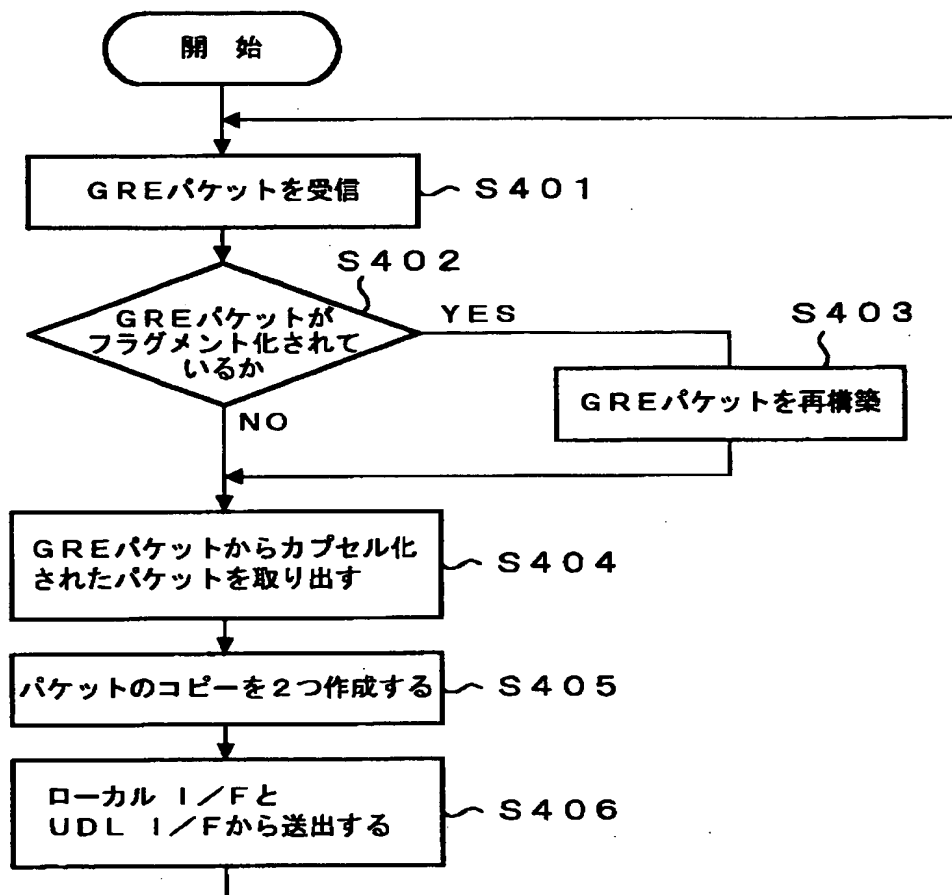 開 始
GREパケットを受信
S401
S402
GREパケットが
フラグメント化されて
いるか
YES
NO
S403
GREパケットを再構築
GREパケットからカプセル化
されたパケットを取り出す
S404
パケットのコピーを2つ作成する
S405
ローカル I/Fと
UDL I/Fから送出する
S406